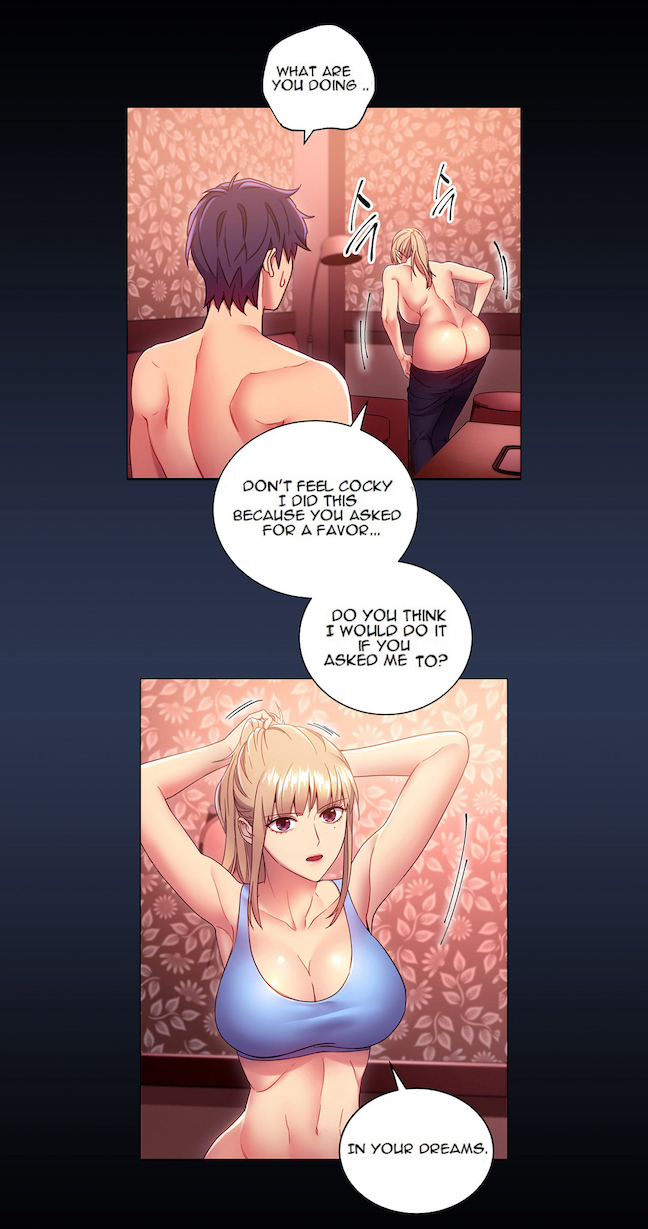 WHAT ARE
YOU DOING ..
DON'T FEEL COCKY
I DID THIS
BECAUSE YOU ASKED
FOR A FAVOR...
DO YOU THINK
I WOULD DO IT
IF YOU
ASKED ME TO?
IN YOUR DREAMS.